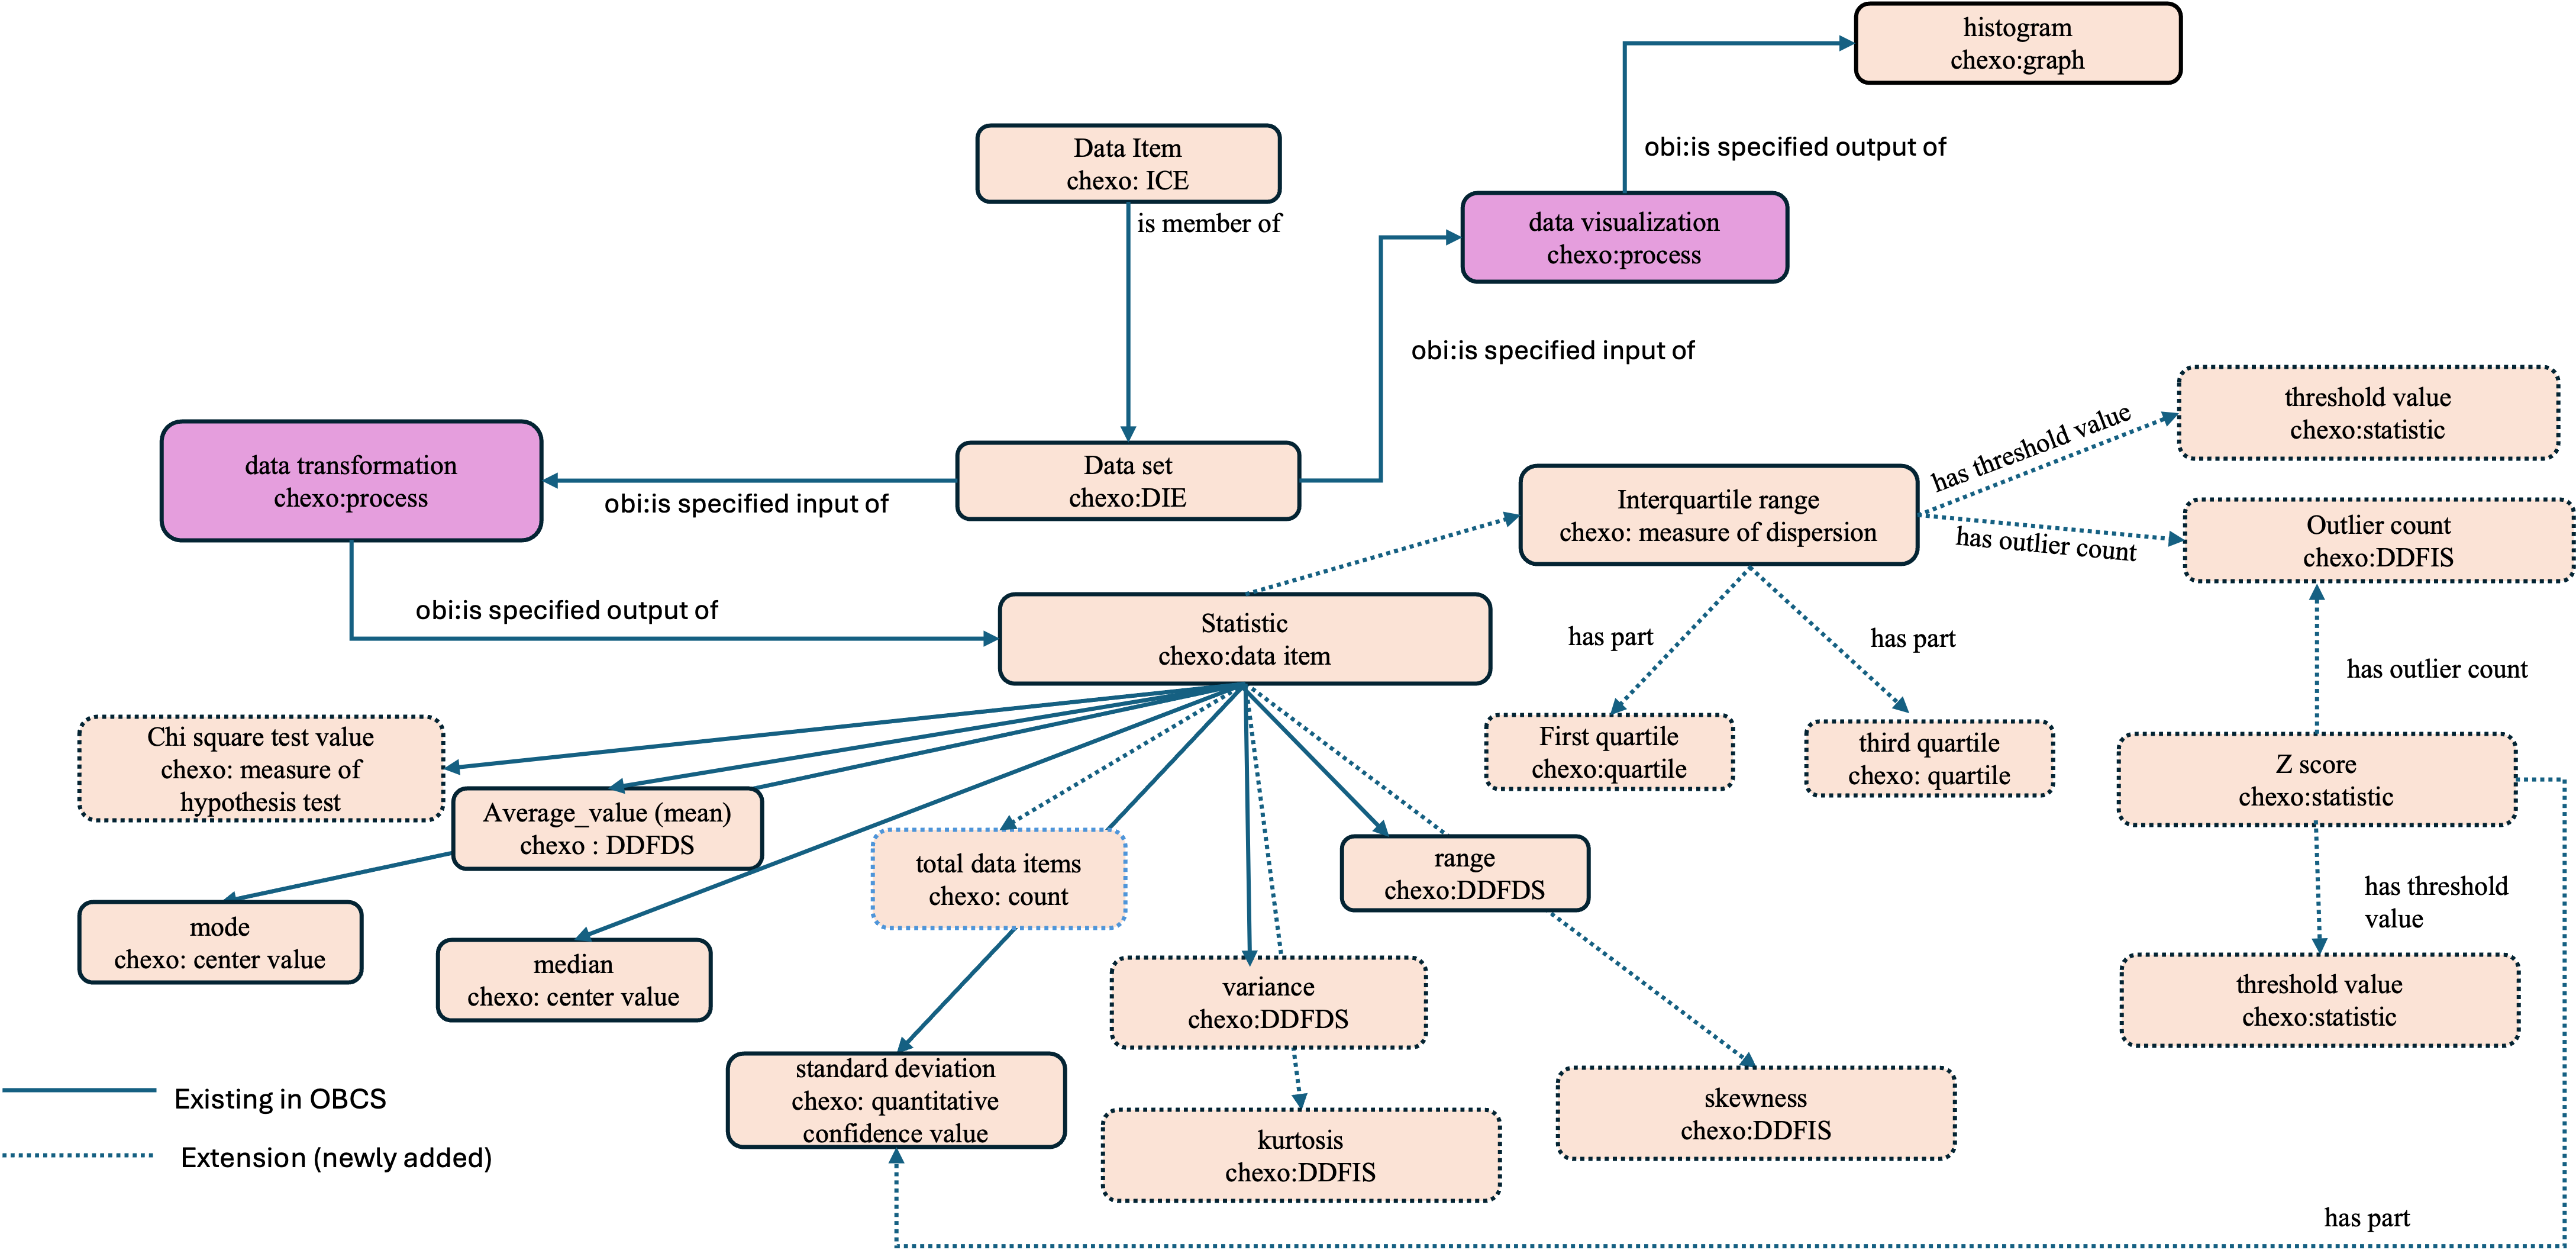 histogram
chexo:graph
obi:is specified output of
Data Item
chexo: ICE
is member of
data visualization
chexo:process
obi:is specified input of
data transformation
chexo:process
obi:is specified input of
Data set
chexo:DIE
Interquartile range
chexo: measure of dispersion
has threshold value
threshold value
chexo:statistic
has outlier count
Outlier count
chexo:DDFIS
obi:is specified output of
Statistic
chexo:data item
has part
has part
has outlier count
Chi square test value
chexo: measure of
hypothesis test
First quartile
chexo:quartile
third quartile
chexo: quartile
Z score
chexo:statistic
Average_value (mean)
chexo : DDFDS
total data items
chexo: count
range
chexo:DDFDS
has threshold
value
mode
chexo: center value
median
chexo: center value
variance
chexo:DDFDS
threshold value
chexo:statistic
standard deviation
chexo: quantitative
confidence value
Existing in OBCS
Extension (newly added)
kurtosis
chexo:DDFIS
skewness
chexo:DDFIS
has part